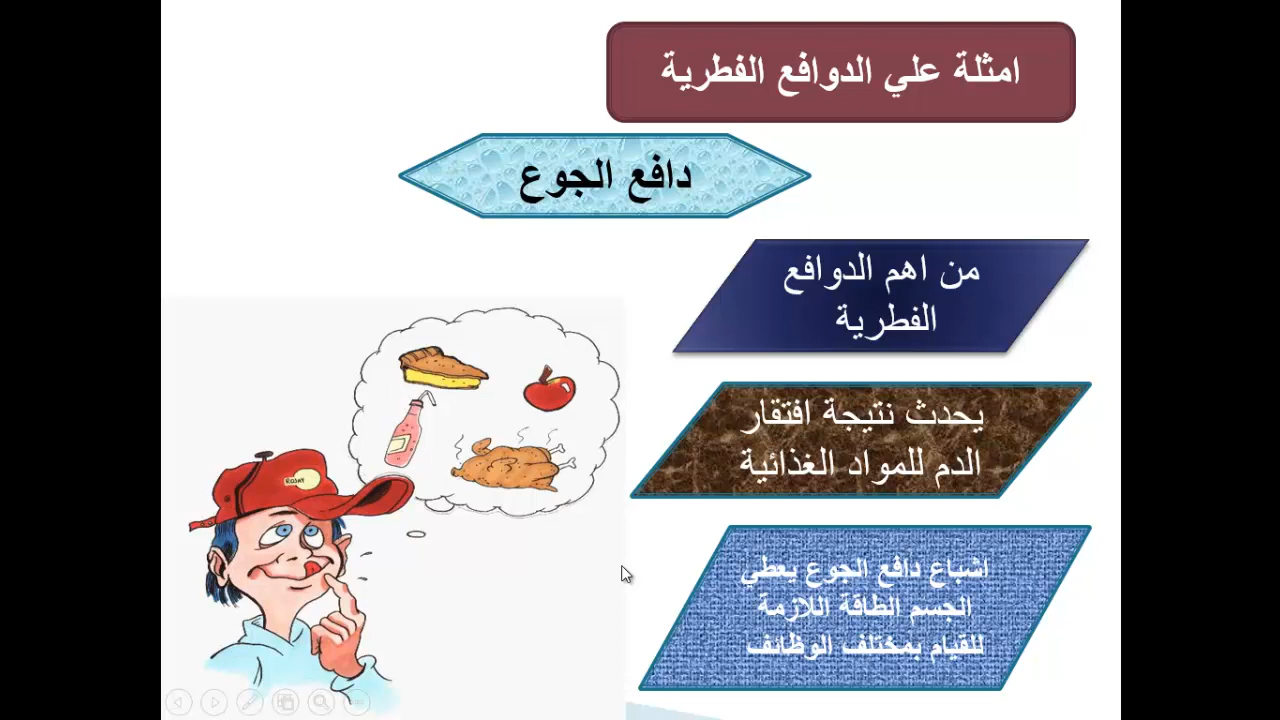 امثلة علي الدوافع الفطرية
دافع الجوع
من اهم الدوافع
الفطرية
يحدث نتيجة افتقار
الدم للمواد الغذائية
اشباع دافع الجوع يعطي
الجسم الطاقة اللازمة
للقيام بمختلف الوظائف